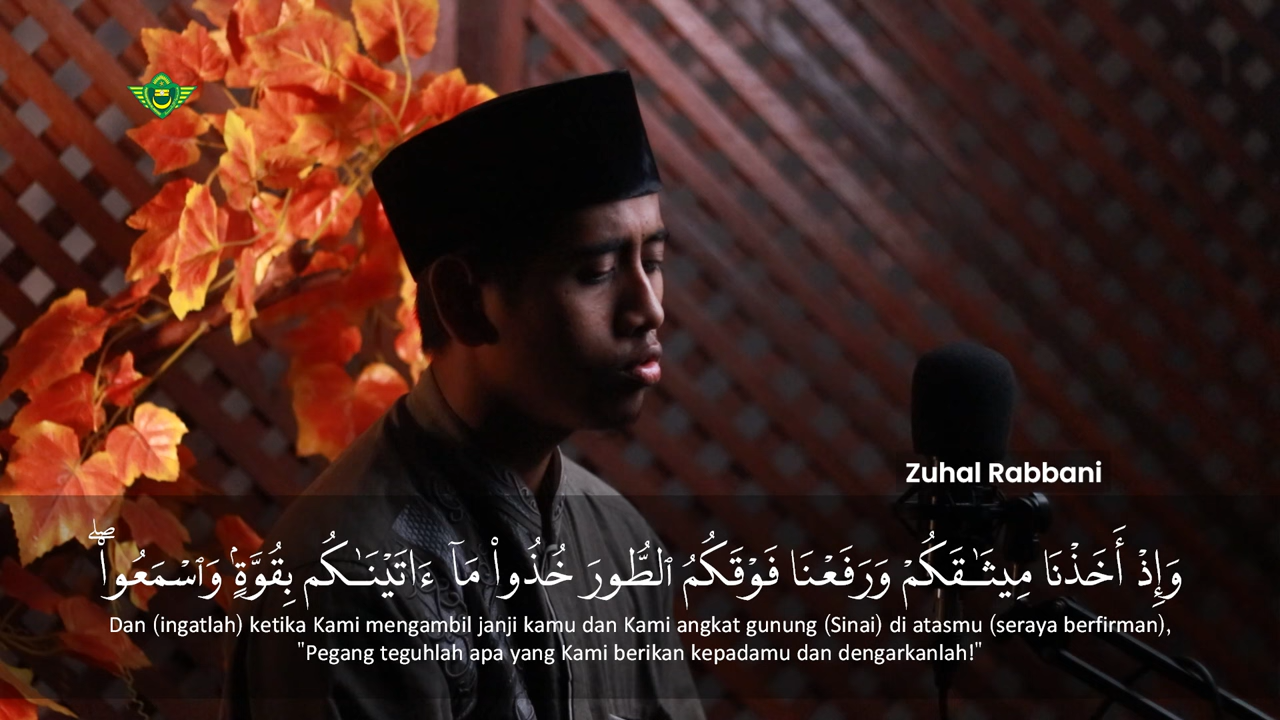 Zuhal Rabbani
وَإِذْ أَخَذْنَا مِيثَـٰقَكُمْ وَرَفَعْنَا فَوْقَكُمُ ٱلطُّورَ خُذُوا۟ مَآ ءَاتَيْنَـٰكُم بِقُوَّةٍۢ وَٱسْمَعُوا۟ ۖ
Dan (ingatlah) ketika Kami mengambil janji kamu dan Kami angkat gunung (Sinai) di atasmu (seraya berfirman),
"Pegang teguhlah apa yang Kami berikan kepadamu dan dengarkanlah!"